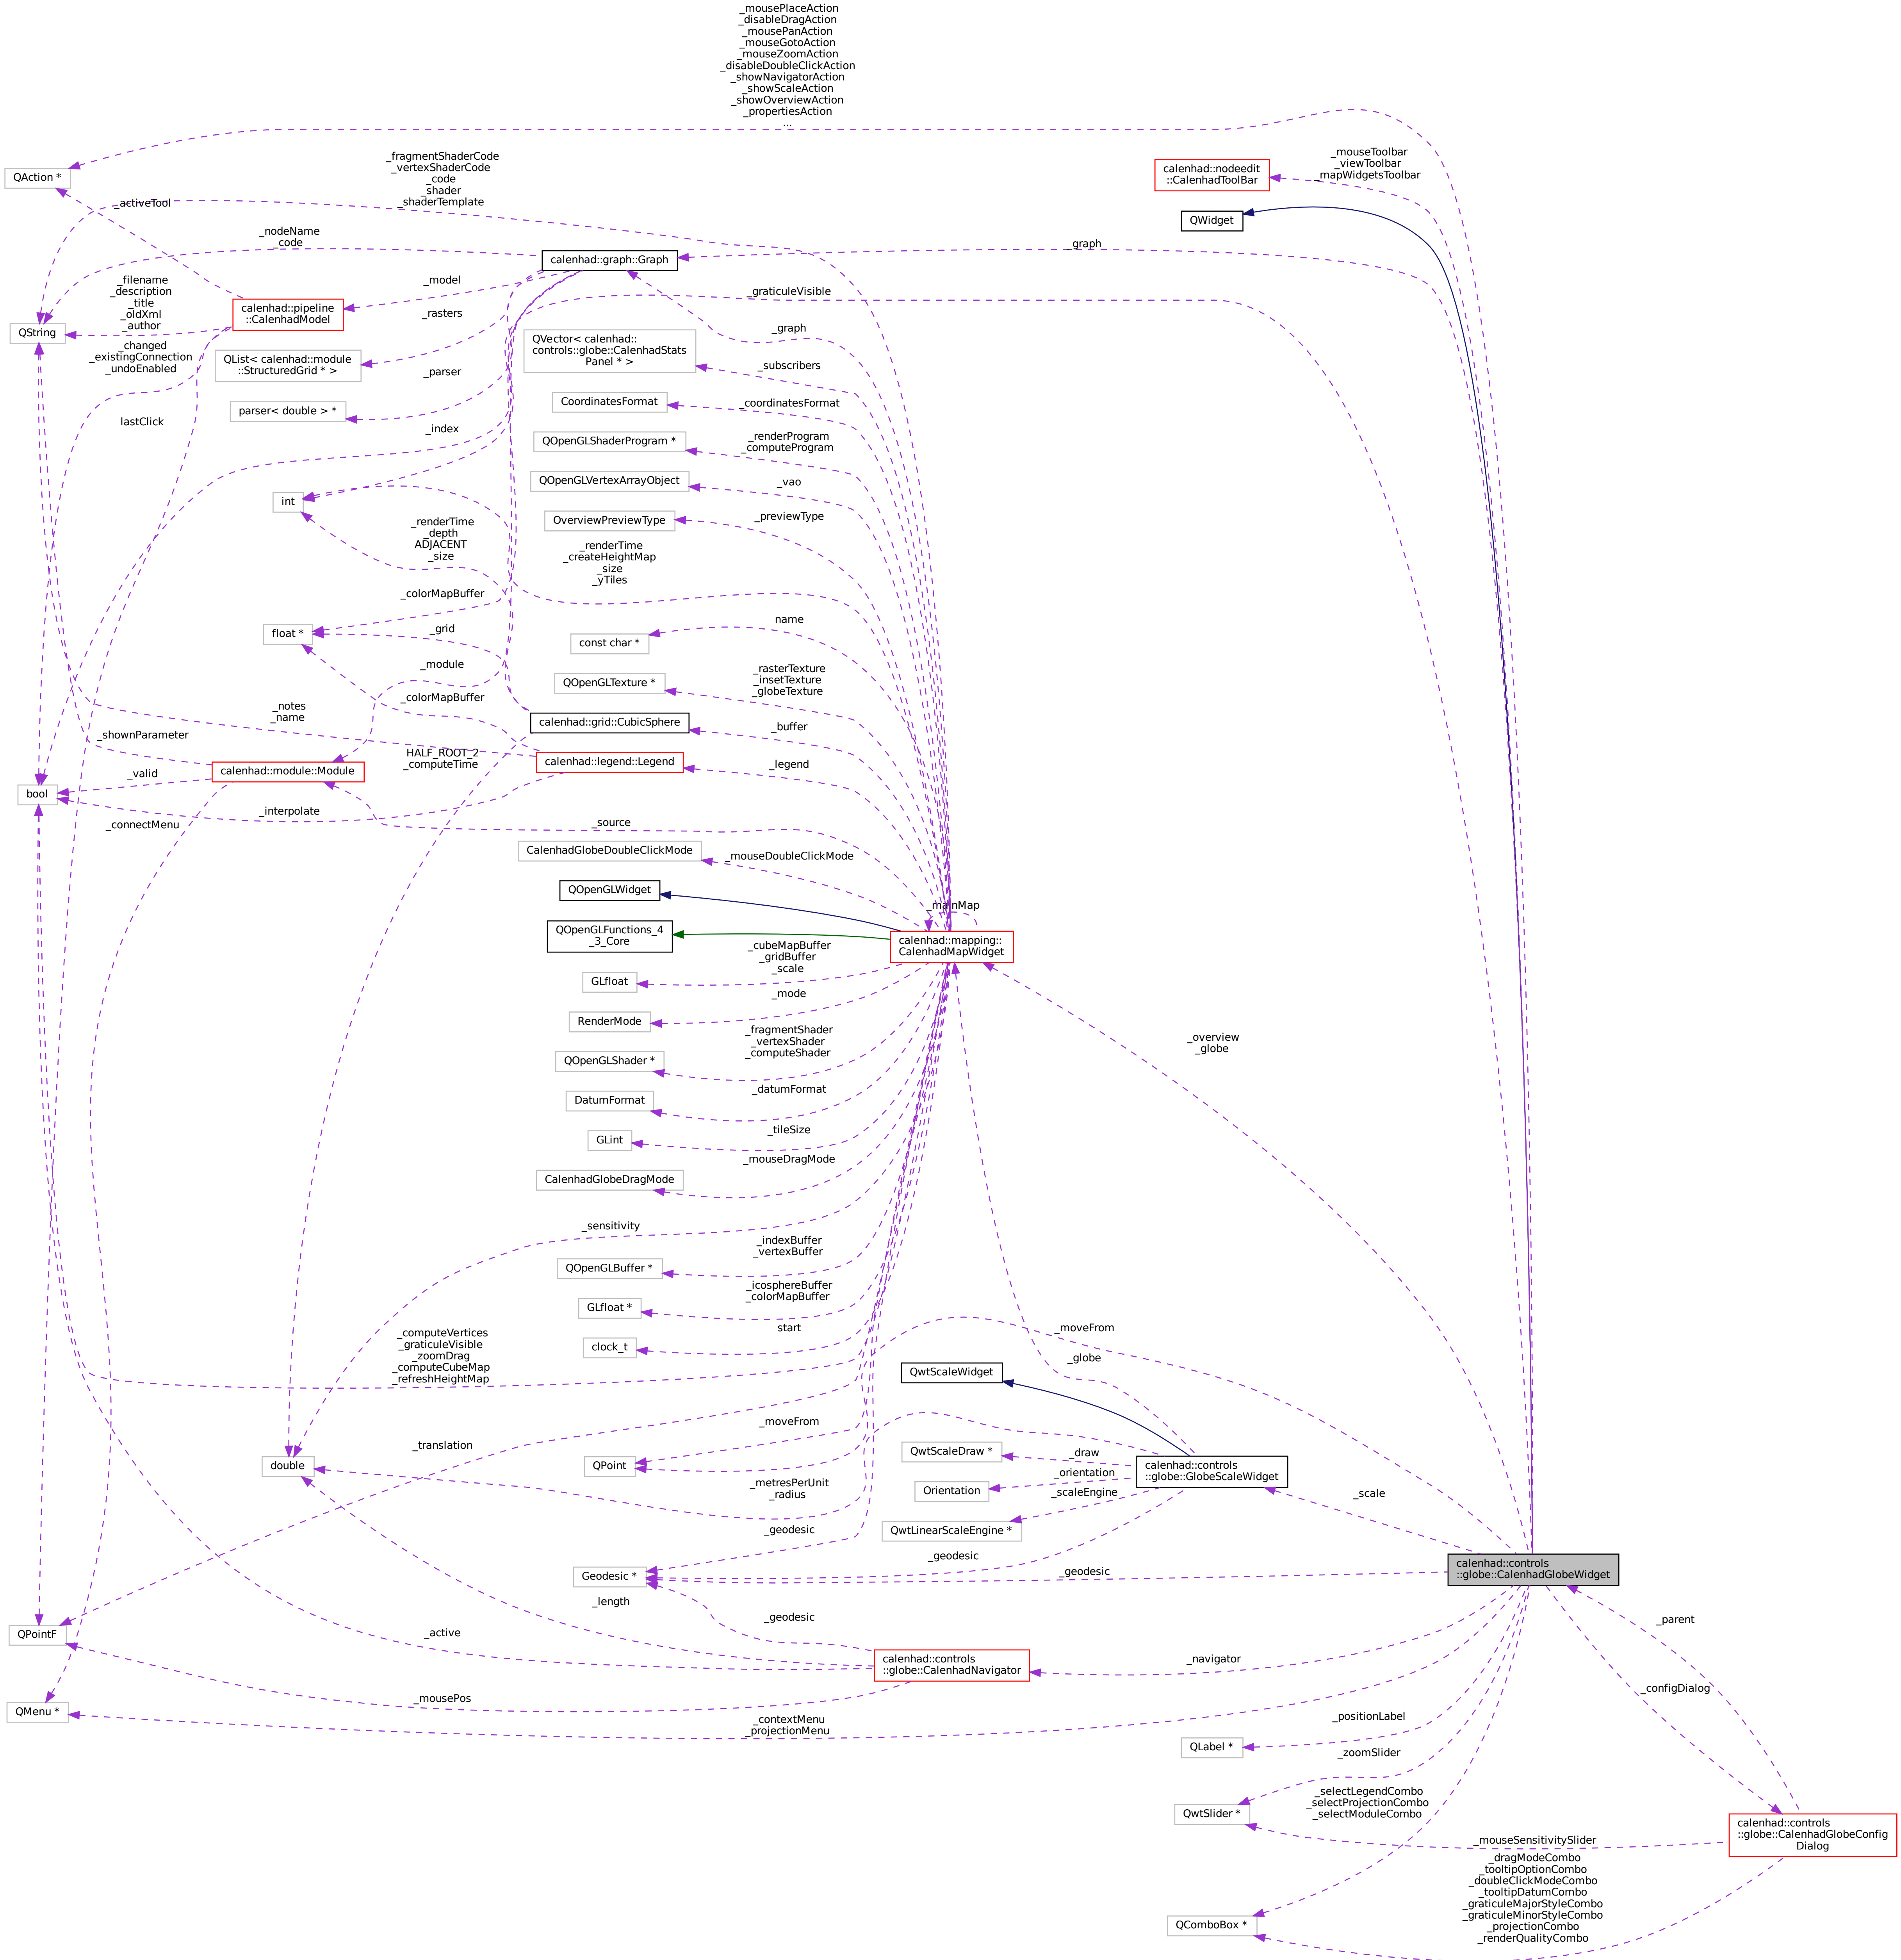 _mousePlaceAction
_disableDragAction
_mousePanAction
_mouseGotoAction
_mouseZoomAction
_disableDoubleClickAction
_showNavigatorAction
_showScaleAction
_showOverviewAction
_propertiesAction
...
QAction *
_fragmentShaderCode
_vertexShaderCode
_code
_shader
_shaderTemplate
calenhad::nodeedit
::CalenhadToolBar
_mouseToolbar
_viewToolbar
_mapWidgetsToolbar
_activeTool
QWidget
_nodeName
_code
calenhad::graph::Graph
_graph
_filename
_description
_title
_oldXml
_author
_model
_graticuleVisible
calenhad::pipeline
::CalenhadModel
_rasters
QString
_changed
_existingConnection
_undoEnabled
QList< calenhad::module
::StructuredGrid * >
QVector< calenhad::
controls::globe::CalenhadStats
Panel * >
_graph
_subscribers
_parser
parser< double > *
CoordinatesFormat
_coordinatesFormat
lastClick
_index
QOpenGLShaderProgram *
_renderProgram
_computeProgram
QOpenGLVertexArrayObject
_vao
int
OverviewPreviewType
_previewType
_renderTime
_depth
ADJACENT
_size
_renderTime
_createHeightMap
_size
_yTiles
_colorMapBuffer
float *
_grid
const char *
name
_module
QOpenGLTexture *
_rasterTexture
_insetTexture
_globeTexture
_colorMapBuffer
_notes
_name
calenhad::grid::CubicSphere
_buffer
_shownParameter
HALF_ROOT_2
_computeTime
calenhad::legend::Legend
_legend
calenhad::module::Module
_valid
bool
_interpolate
_connectMenu
_source
CalenhadGlobeDoubleClickMode
_mouseDoubleClickMode
QOpenGLWidget
_mainMap
QOpenGLFunctions_4
_3_Core
calenhad::mapping::
CalenhadMapWidget
GLfloat
_cubeMapBuffer
_gridBuffer
_scale
RenderMode
_mode
QOpenGLShader *
_fragmentShader
_vertexShader
_computeShader
_overview
_globe
DatumFormat
_datumFormat
GLint
_tileSize
CalenhadGlobeDragMode
_mouseDragMode
_sensitivity
QOpenGLBuffer *
_indexBuffer
_vertexBuffer
GLfloat *
_icosphereBuffer
_colorMapBuffer
clock_t
start
_moveFrom
_computeVertices
_graticuleVisible
_zoomDrag
_computeCubeMap
_refreshHeightMap
_globe
QwtScaleWidget
_translation
_moveFrom
QPoint
double
QwtScaleDraw *
_draw
calenhad::controls
::globe::GlobeScaleWidget
_metresPerUnit
_radius
Orientation
_orientation
_scale
_scaleEngine
QwtLinearScaleEngine *
_geodesic
_geodesic
Geodesic *
_geodesic
calenhad::controls
::globe::CalenhadGlobeWidget
_length
_geodesic
_parent
QPointF
_active
calenhad::controls
::globe::CalenhadNavigator
_navigator
_configDialog
_mousePos
QMenu *
_contextMenu
_projectionMenu
_positionLabel
QLabel *
_zoomSlider
_selectLegendCombo
_selectProjectionCombo
_selectModuleCombo
QwtSlider *
calenhad::controls
::globe::CalenhadGlobeConfig
Dialog
_mouseSensitivitySlider
_dragModeCombo
_tooltipOptionCombo
_doubleClickModeCombo
_tooltipDatumCombo
_graticuleMajorStyleCombo
_graticuleMinorStyleCombo
_projectionCombo
_renderQualityCombo
QComboBox *